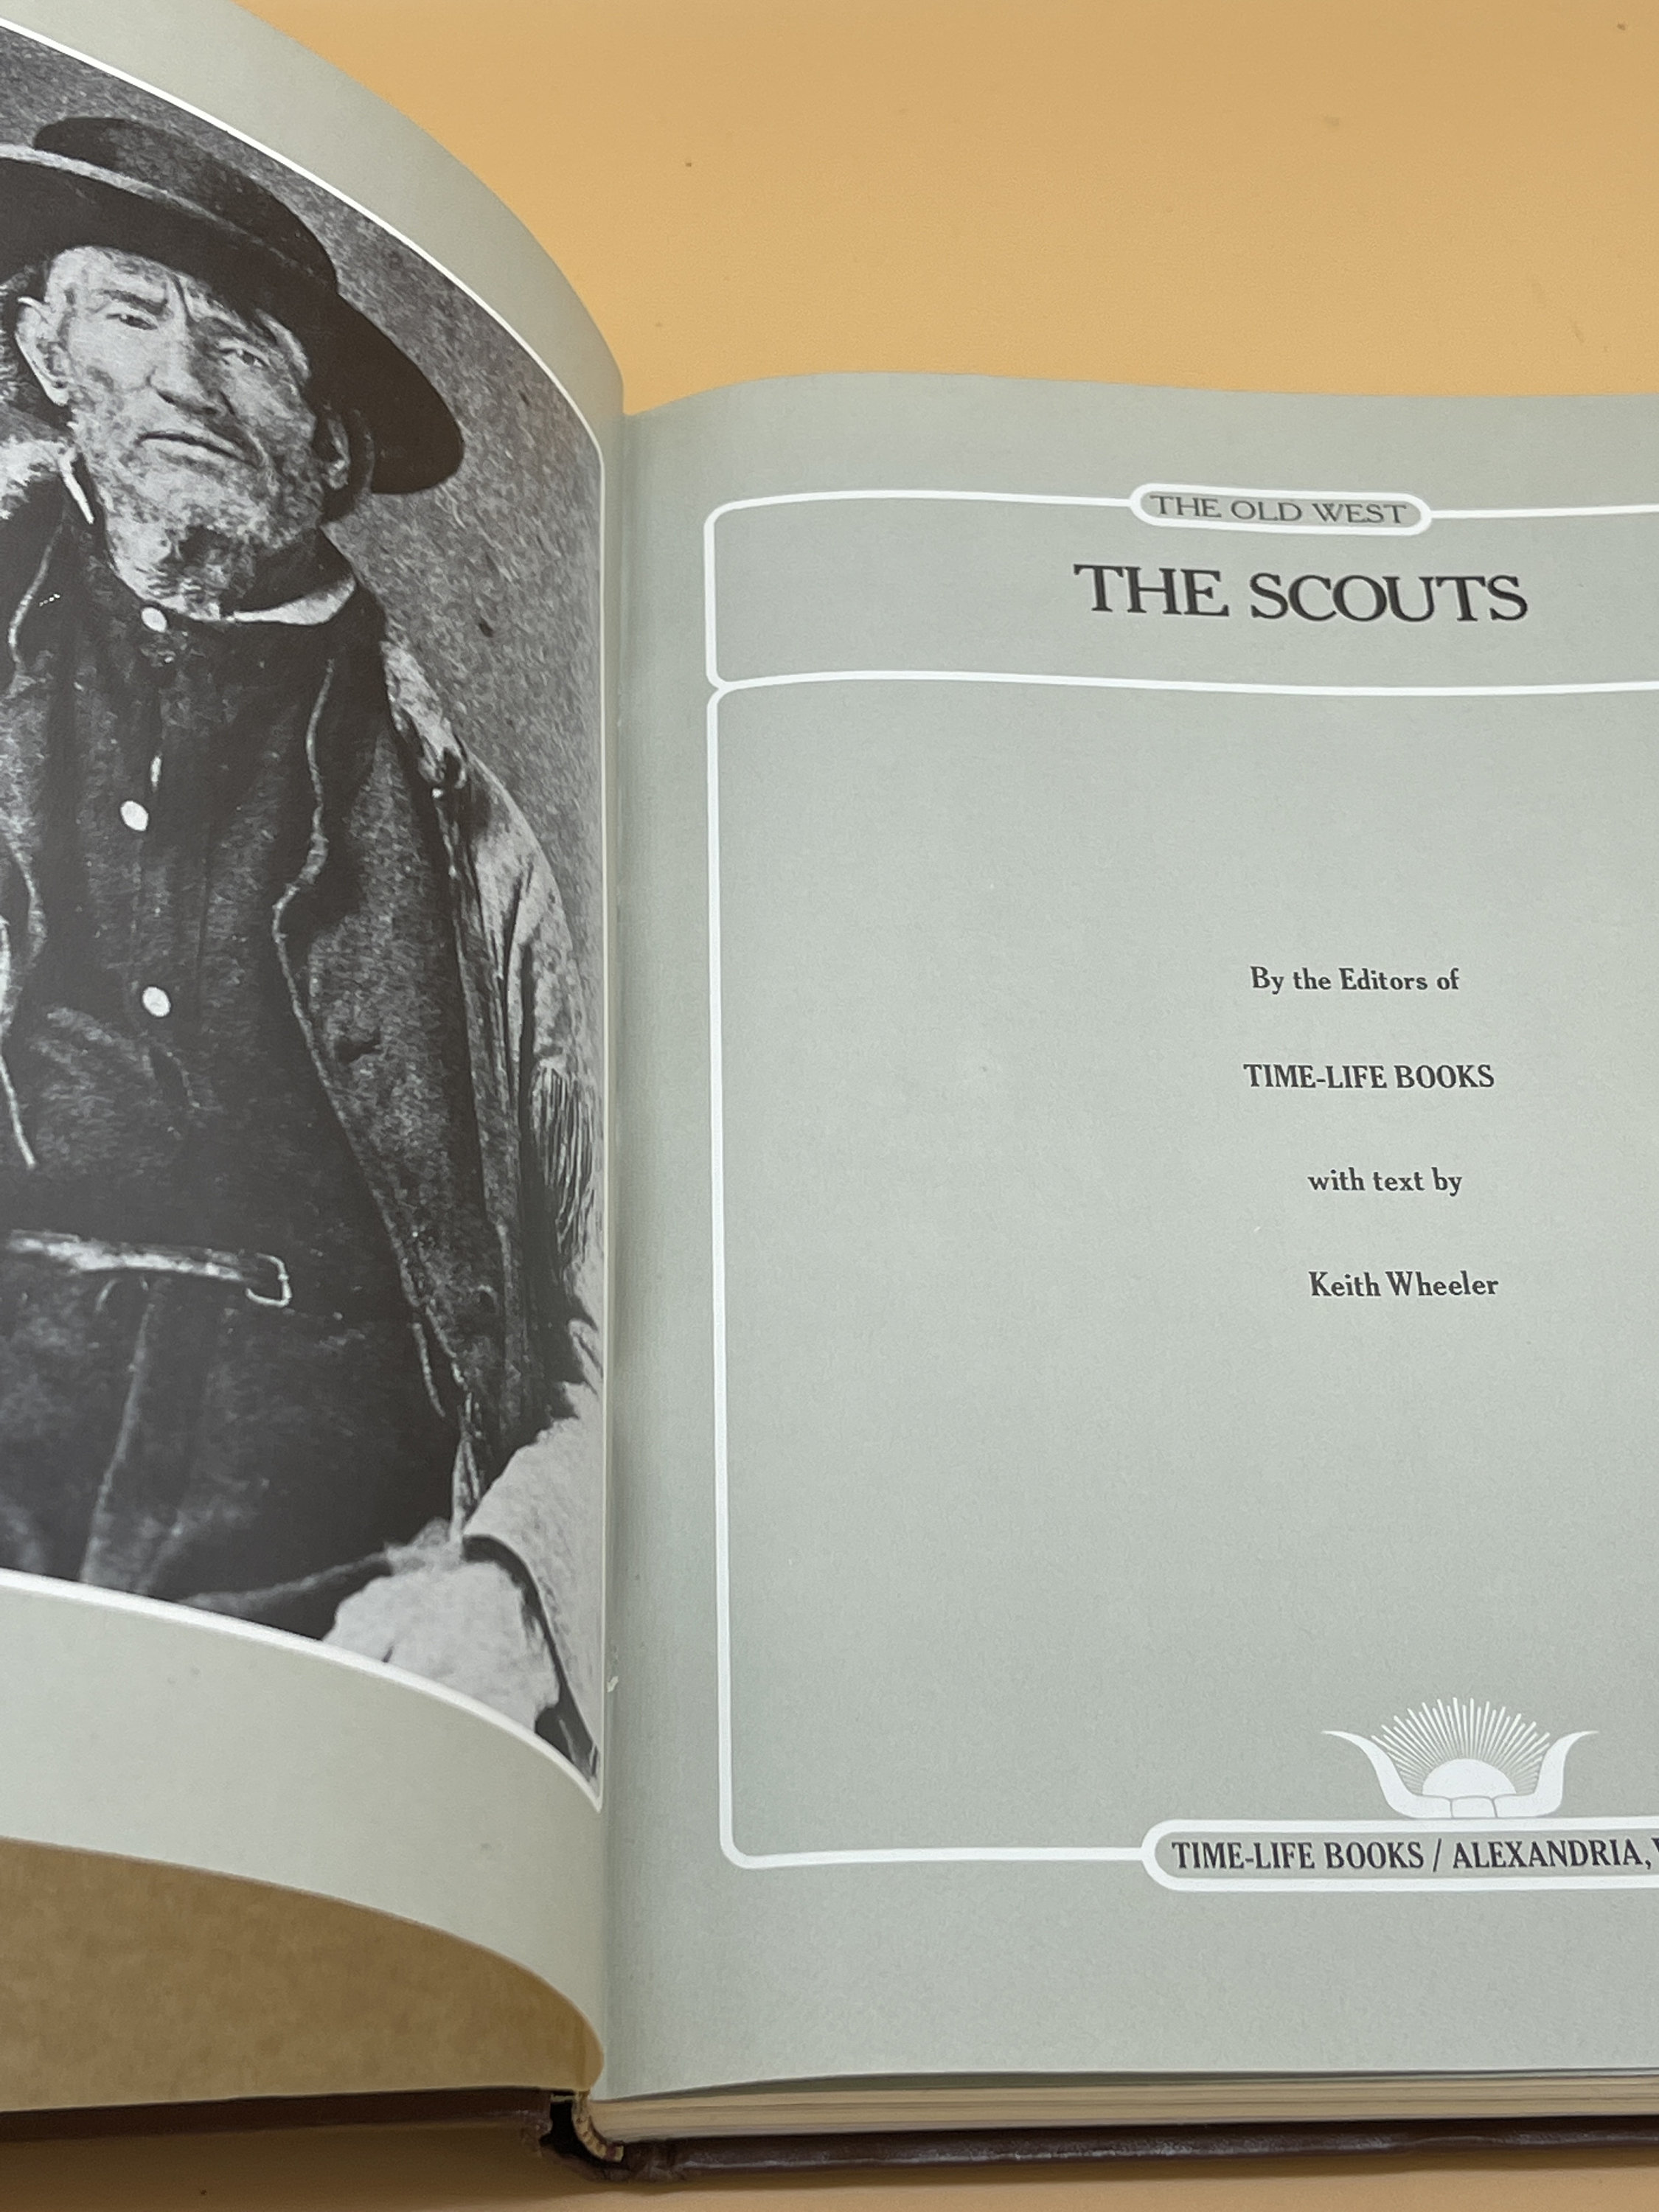 THE OLD WEST
THE SCOUTS
By the Editors of
TIME-LIFE BOOKS
with text by
Keith Wheeler
TIME-LIFE BOOKS / ALEXANDRIA,